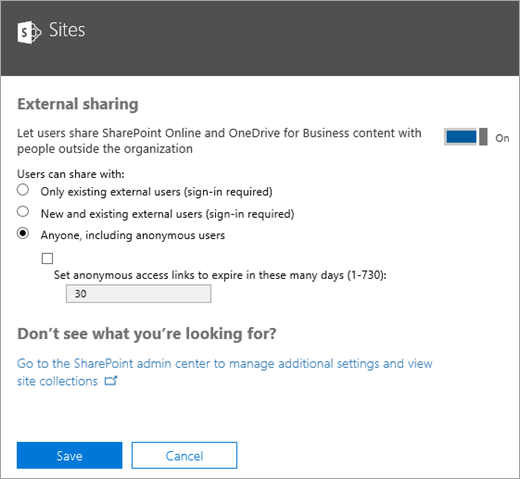 Sites
External sharing
Let users share SharePoint Online and OneDrive for Business content with
people outside the organization
On
Users can share with:
Only existing external users (sign-in required)
New and existing external users (sign-in required)
Anyone, including anonymous users
Set anonymous access links to expire in these many days (1-730):
30
Don't see what you're looking for?
Go to the SharePoint admin center to manage additional settings and view
site collections
Save
Cancel